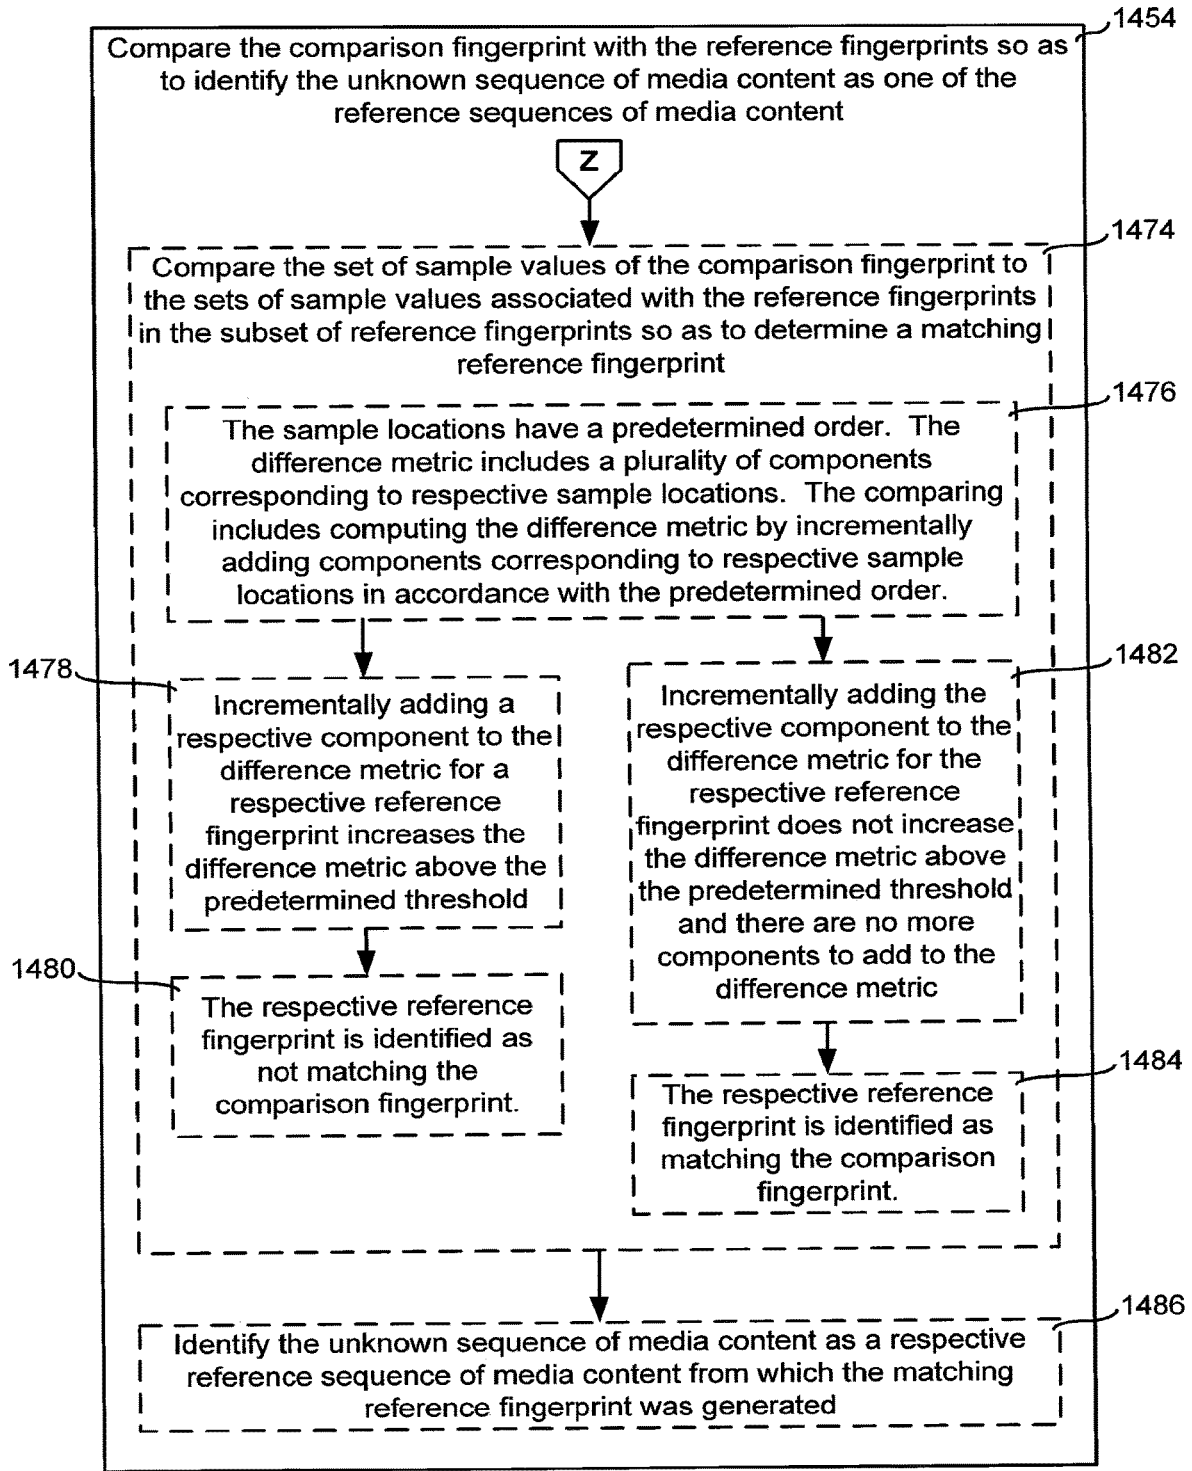 1454
Compare the comparison fingerprint with the reference fingerprints so as
to identify the unknown sequence of media content as one of the
reference sequences of media content
Z
1474
Compare the set of sample values of the comparison fingerprint to
the sets of sample values associated with the reference fingerprints
in the subset of reference fingerprints so as to determine a matching
reference fingerprint
1476
The sample locations have a predetermined order. The
difference metric includes a plurality of components
corresponding to respective sample locations. The comparing
includes computing the difference metric by incrementally
adding components corresponding to respective sample
locations in accordance with the predetermined order.
1478
Incrementally adding a
respective component to the
difference metric for a
respective reference
fingerprint increases the
difference metric above the
predetermined threshold
1480
The respective reference
fingerprint is identified as
not matching the
comparison fingerprint.
1482
Incrementally adding the
respective component to the
difference metric for the
respective reference
fingerprint does not increase
the difference metric above
the predetermined threshold
and there are no more
components to add to the
difference metric
1484
The respective reference
fingerprint is identified as
matching the comparison
fingerprint.
1486
Identify the unknown sequence of media content as a respective
reference sequence of media content from which the matching
reference fingerprint was generated